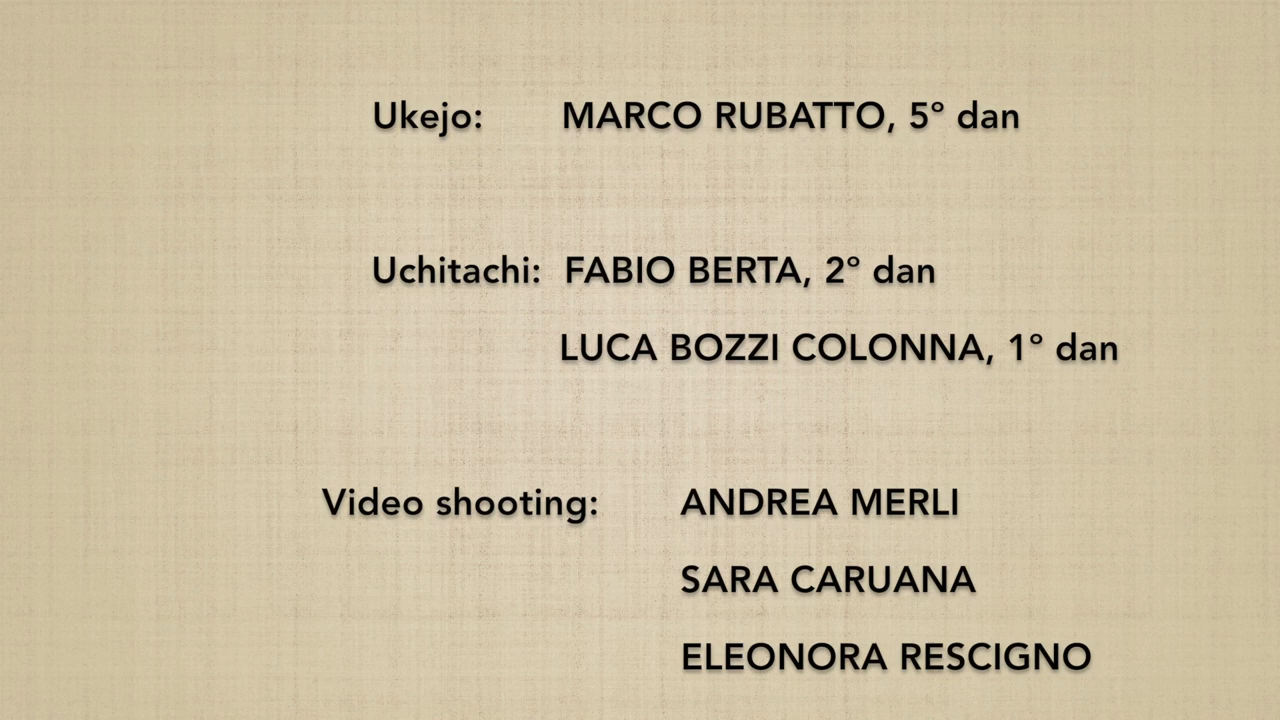 Ukejo: MARCO RUBATTO, 5° dan
Uchitachi: FABIO BERTA, 2° dan
LUCA BOZZI COLONNA, 1° dan
Video shooting: ANDREA MERLI
SARA CARUANA
ELEONORA RESCIGNO